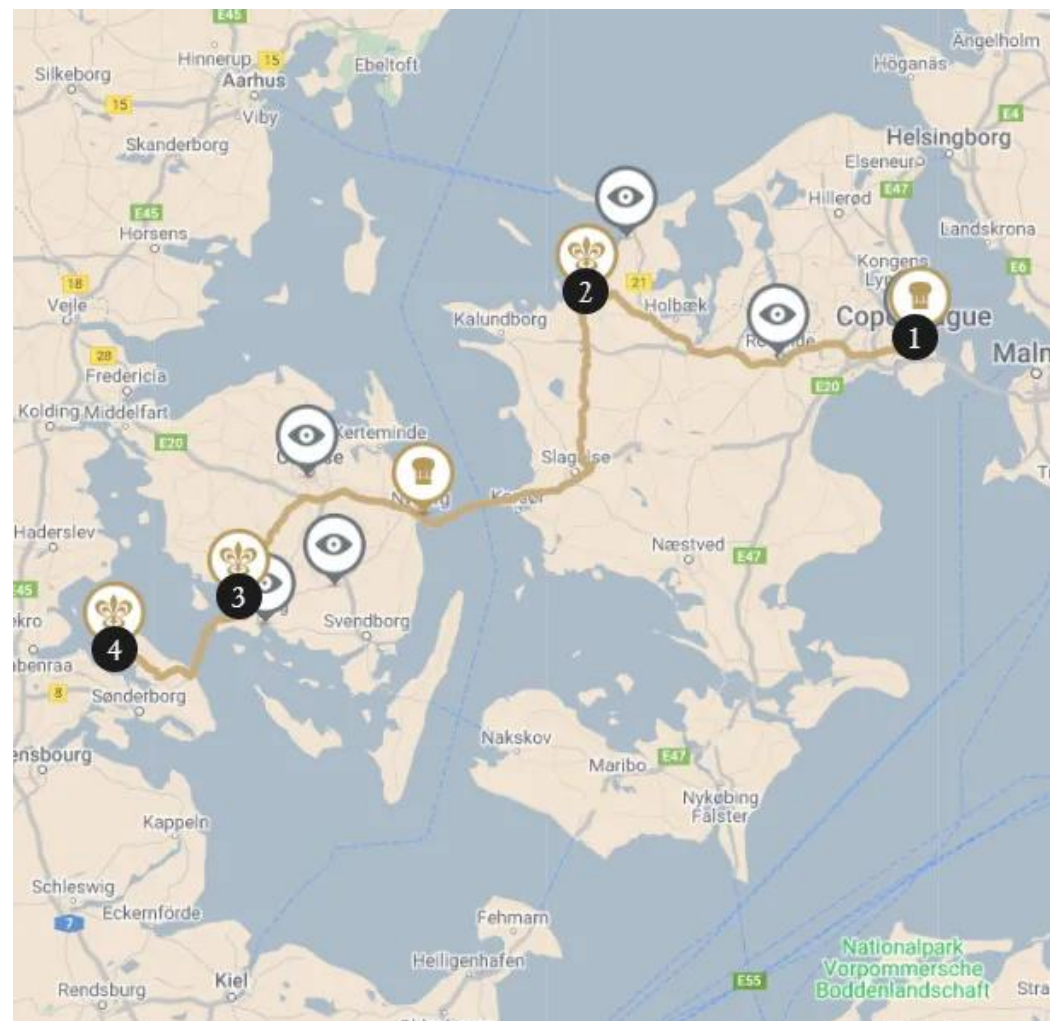 E45
Hinnerup
15
Ebeltoft
Silkeborg
Aarhus
15
Viby
Skanderborg
E45
Horsens
18
Vejle
28
Fredericia
Kolding
Middelfart
E20
Kerteminde
Haderslev
Svendborg
3
4
8
Sønderborg
Ängelholm
Höganäs
E4
Helsingborg
Elseneur
Hillerød
E47
Landskrona
E6
Kongens
1
2
21
Holbæk
Kalundborg
E20
Slagelse
Næstved
E47
Nakskov
Maribo
E47
Nykøbing
Falster
Kappeln
Schleswig
7
Eckernförde
Fehmarn
Heiligenhafen
Kiel
Rendsburg
E55
Nationalpark
Vorpommersche
Boddenlandschaft